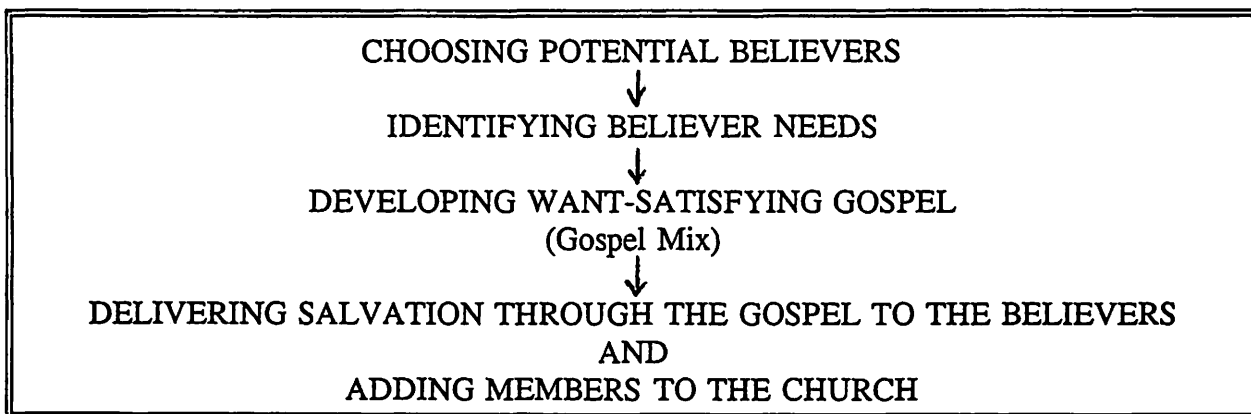 CHOOSING POTENTIAL BELIEVERS
IDENTIFYING BELIEVER NEEDS
DEVELOPING WANT-SATISFYING GOSPEL
(Gospel Mix)
DELIVERING SALVATION THROUGH THE GOSPEL TO THE BELIEVERS
AND
ADDING MEMBERS TO THE CHURCH